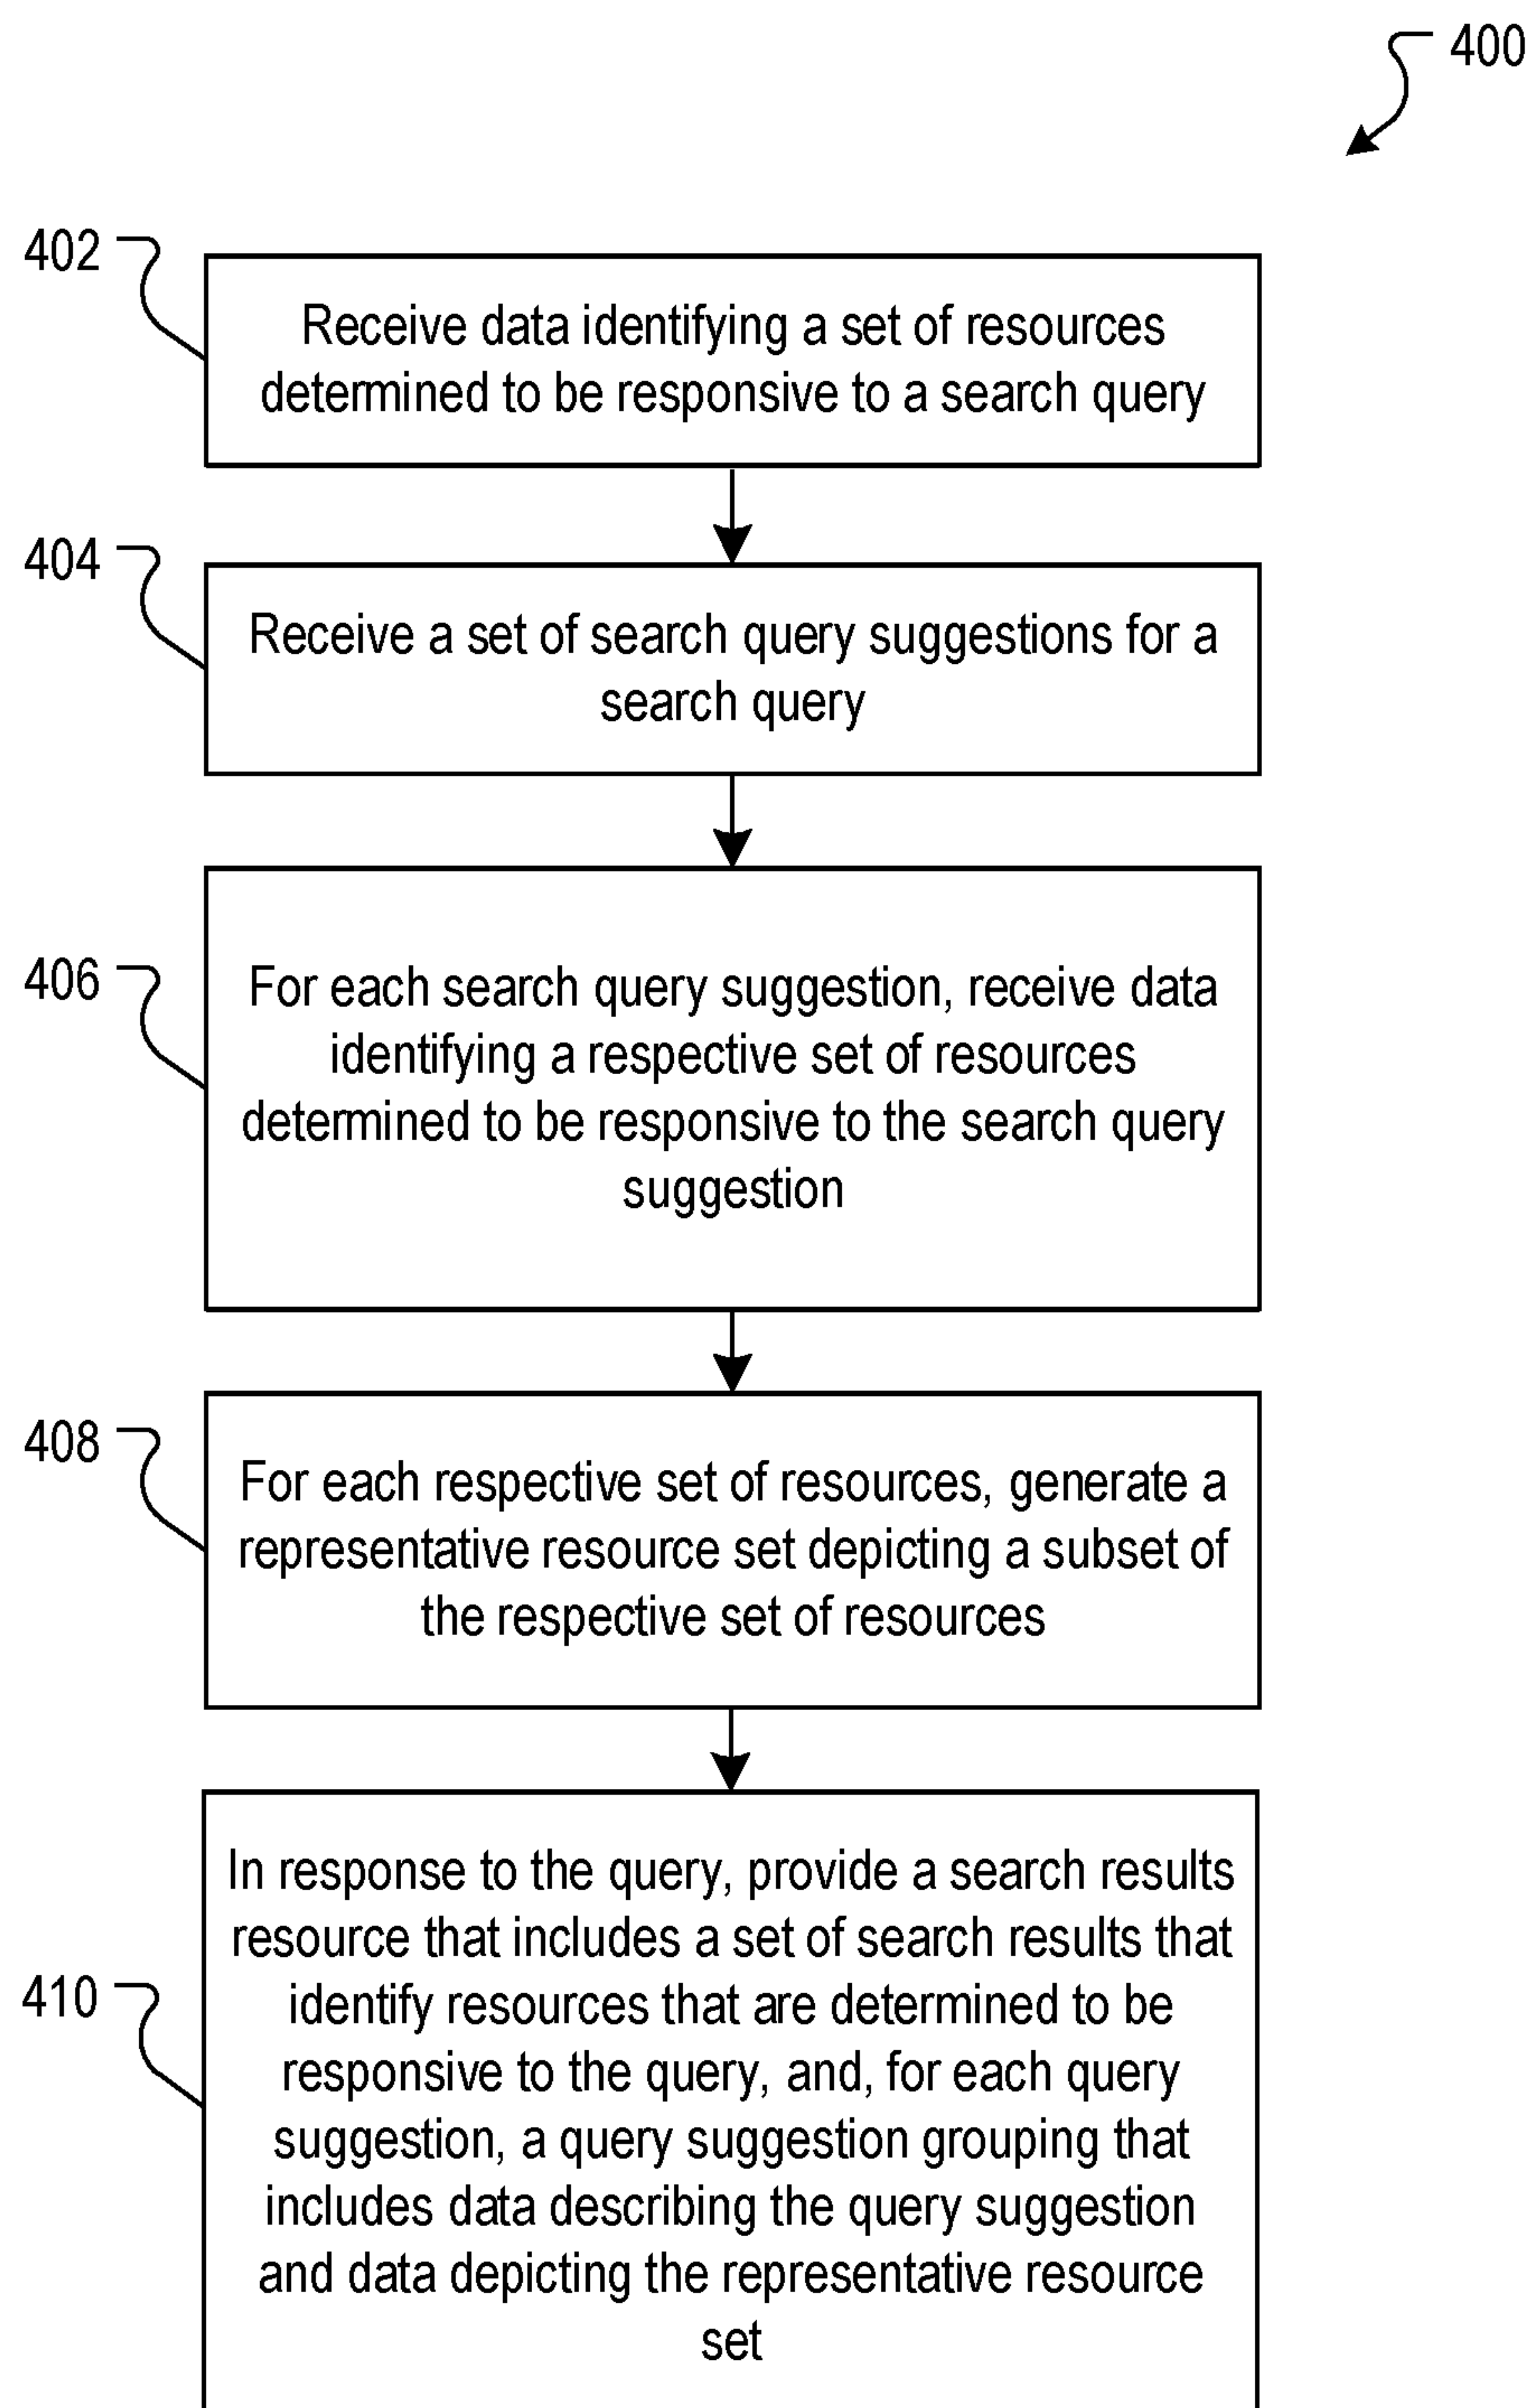 400
402
Receive data identifying a set of resources
determined to be responsive to a search query
404
Receive a set of search query suggestions for a
search query
406
For each search query suggestion, receive data
identifying a respective set of resources
determined to be responsive to the search query
suggestion
408
For each respective set of resources, generate a
representative resource set depicting a subset of
the respective set of resources
410
In response to the query, provide a search results
resource that includes a set of search results that
identify resources that are determined to be
responsive to the query, and, for each query
suggestion, a query suggestion grouping that
includes data describing the query suggestion
and data depicting the representative resource
set